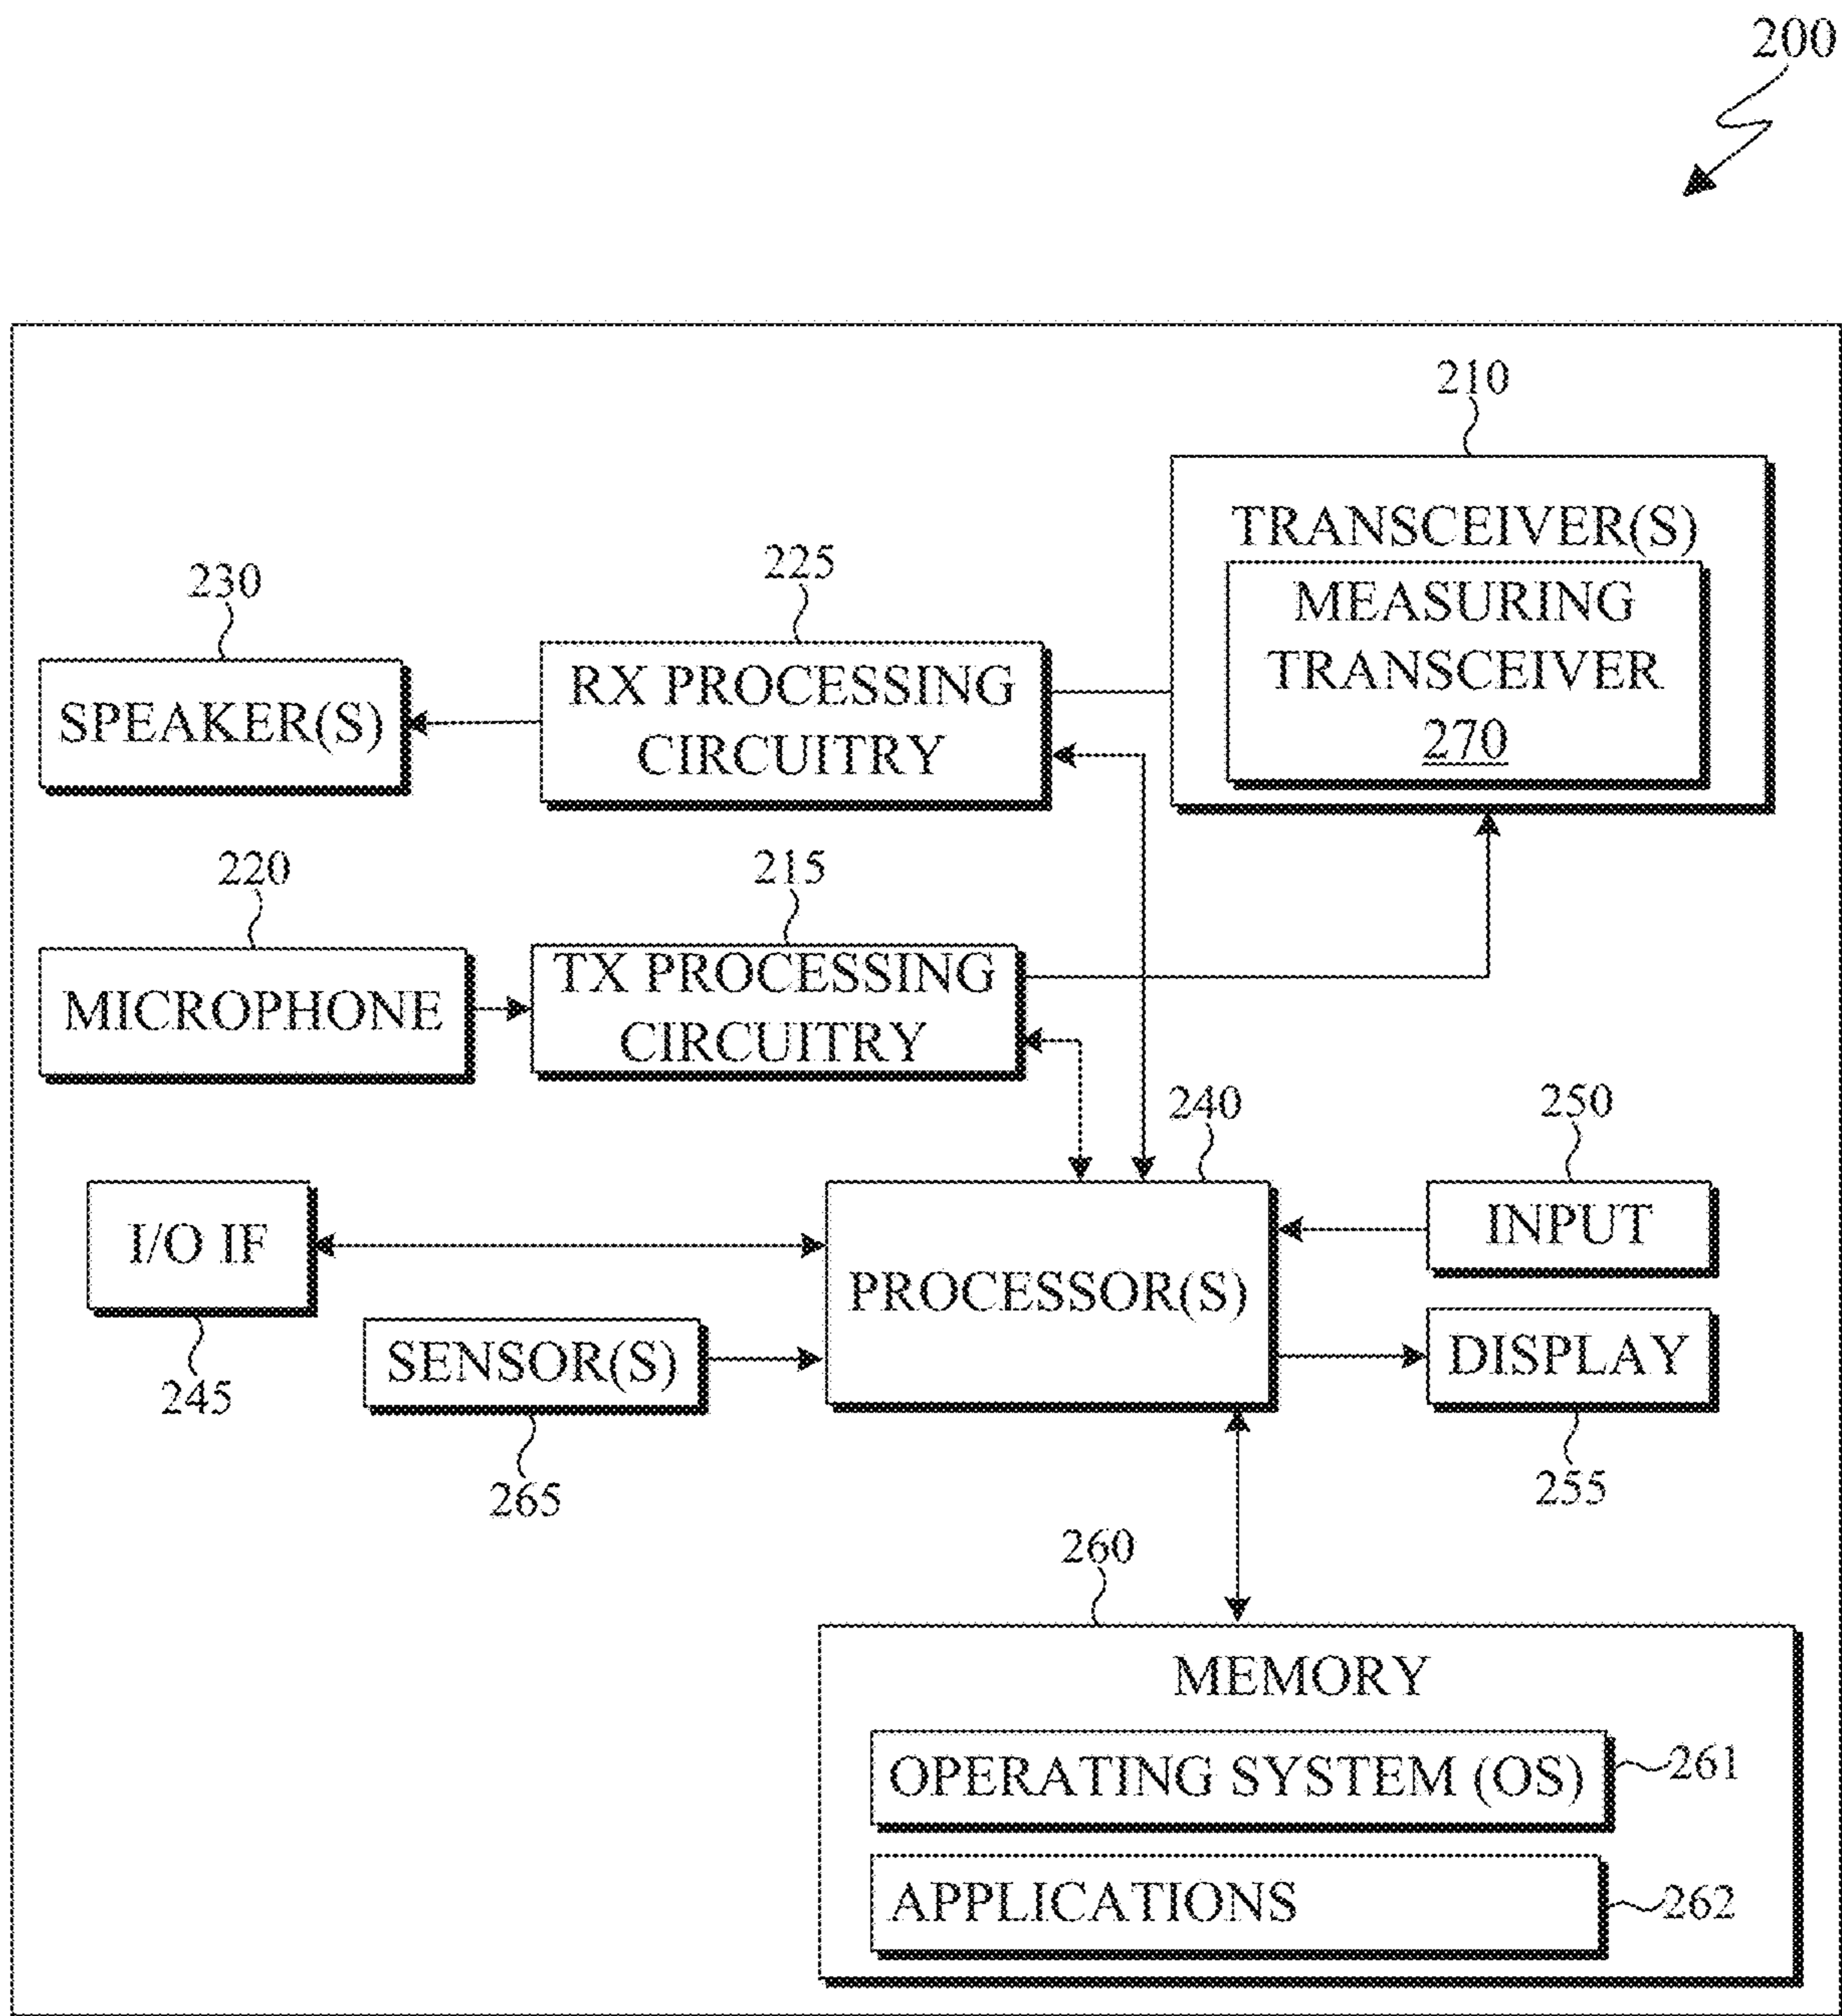 200
210
TRANSCEIVER(S)
MEASURING
TRANSCEIVER
270
225
RX PROCESSING
CIRCUITRY
230
SPEAKER(S)
220
MICROPHONE
215
TX PROCESSING
CIRCUITRY
240
PROCESSOR(S)
250
INPUT
I/O IF
245
SENSOR(S)
265
DISPLAY
255
260
MEMORY
OPERATING SYSTEM (OS)
261
APPLICATIONS
262